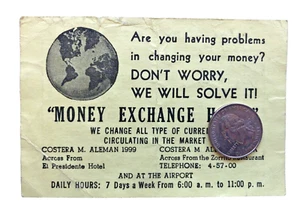 Are you having problems
in changing your money?
DON'T WORRY,
WE WILL SOLVE IT!
"MONEY EXCHANGE H
WE CHANGE ALL TYPE OF CURRE
CIRCULATING IN THE MARKET
COSTERA M. ALEMAN 1999
COSTERA M. AL
Across From
Across From the Zorr Restaurant
El Presidente Hotel
TELEPHONE 4-57-00
AND AT THE AIRPORT
DAILY HOURS: 7 Days a Week From 6:00 a. m. to 11:00 p. m.